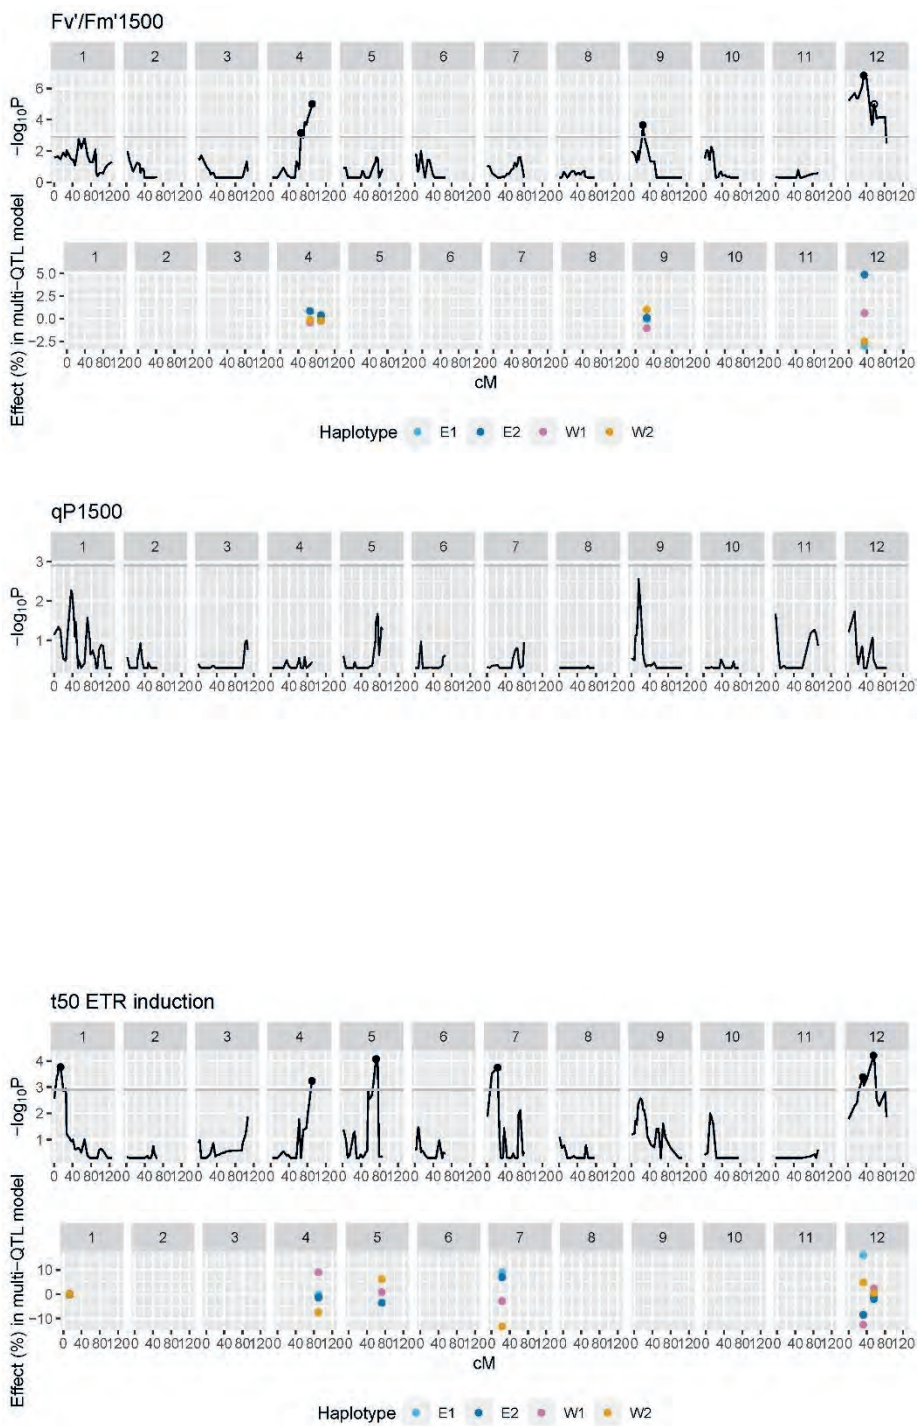 Fv'/Fm'1500
1 2 3 4 5 6 7 8 9 10 11 12
−log10P
6
4
2
0
0 40 80120 0 40 80120 0 40 80120 0 40 80120 0 40 80120 0 40 80120 0 40 80120 0 40 80120 0 40 80120 0 40 80120 0 40 80120 0 40 80120
Effect (%) in multi-QTL model
1 2 3 4 5 6 7 8 9 10 11 12
5.0
2.5
0.0
−2.5
0 40 80120 0 40 80120 0 40 80120 0 40 80120 0 40 80120 0 40 80120 0 40 80120 0 40 80120 0 40 80120 0 40 80120 0 40 80120 0 40 80120
cM
Haplotype E1 E2 W1 W2
qP1500
1 2 3 4 5 6 7 8 9 10 11 12
−log10P
3
2
1
0 40 80120 0 40 80120 0 40 80120 0 40 80120 0 40 80120 0 40 80120 0 40 80120 0 40 80120 0 40 80120 0 40 80120 0 40 80120 0 40 80120
t50 ETR induction
1 2 3 4 5 6 7 8 9 10 11 12
−log10P
4
3
2
1
0 40 80120 0 40 80120 0 40 80120 0 40 80120 0 40 80120 0 40 80120 0 40 80120 0 40 80120 0 40 80120 0 40 80120 0 40 80120 0 40 80120
Effect (%) in multi-QTL model
1 2 3 4 5 6 7 8 9 10 11 12
10
0
−10
0 40 80120 0 40 80120 0 40 80120 0 40 80120 0 40 80120 0 40 80120 0 40 80120 0 40 80120 0 40 80120 0 40 80120 0 40 80120 0 40 80120
cM
Haplotype E1 E2 W1 W2